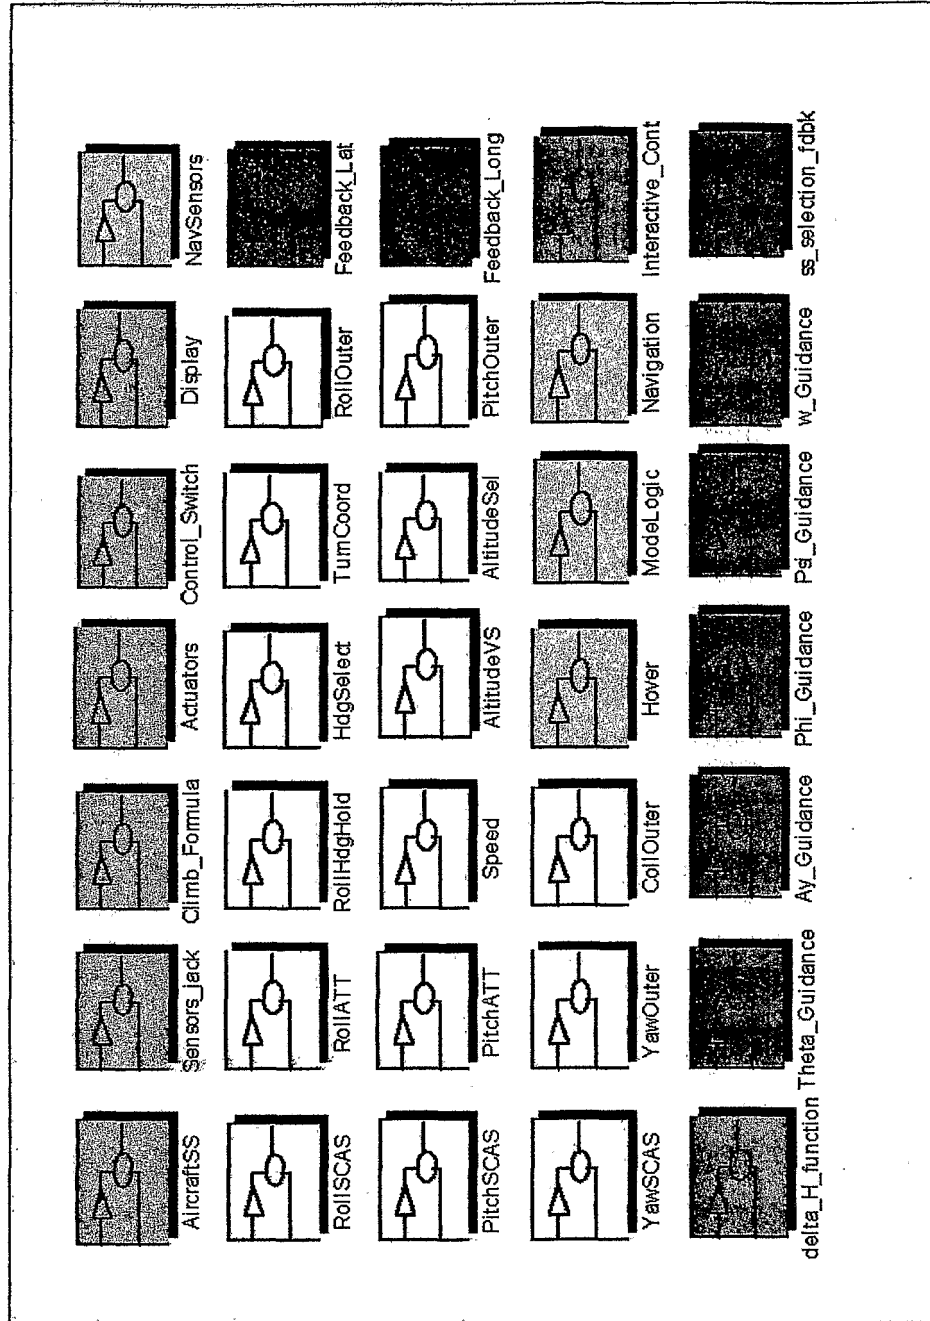 AircraftSS
Sensors_jack
Climb_Formula
Actuators
Control_Switch
Display
NavSensors
RollSCAS
RollATT
RollHdgHold
HdgSelect
TurnCoord
RollOuter
Feedback_Lat
PitchSCAS
PitchATT
Speed
AltitudeVS
AltitudeSel
PitchOuter
Feedback_Long
YawSCAS
YawOuter
CollOuter
Hover
ModeLogic
Navigation
Interactive_Cont
delta_H_function
Theta_Guidance
Ay_Guidance
Phi_Guidance
Psi_Guidance
w_Guidance
ss_selection_fdbk